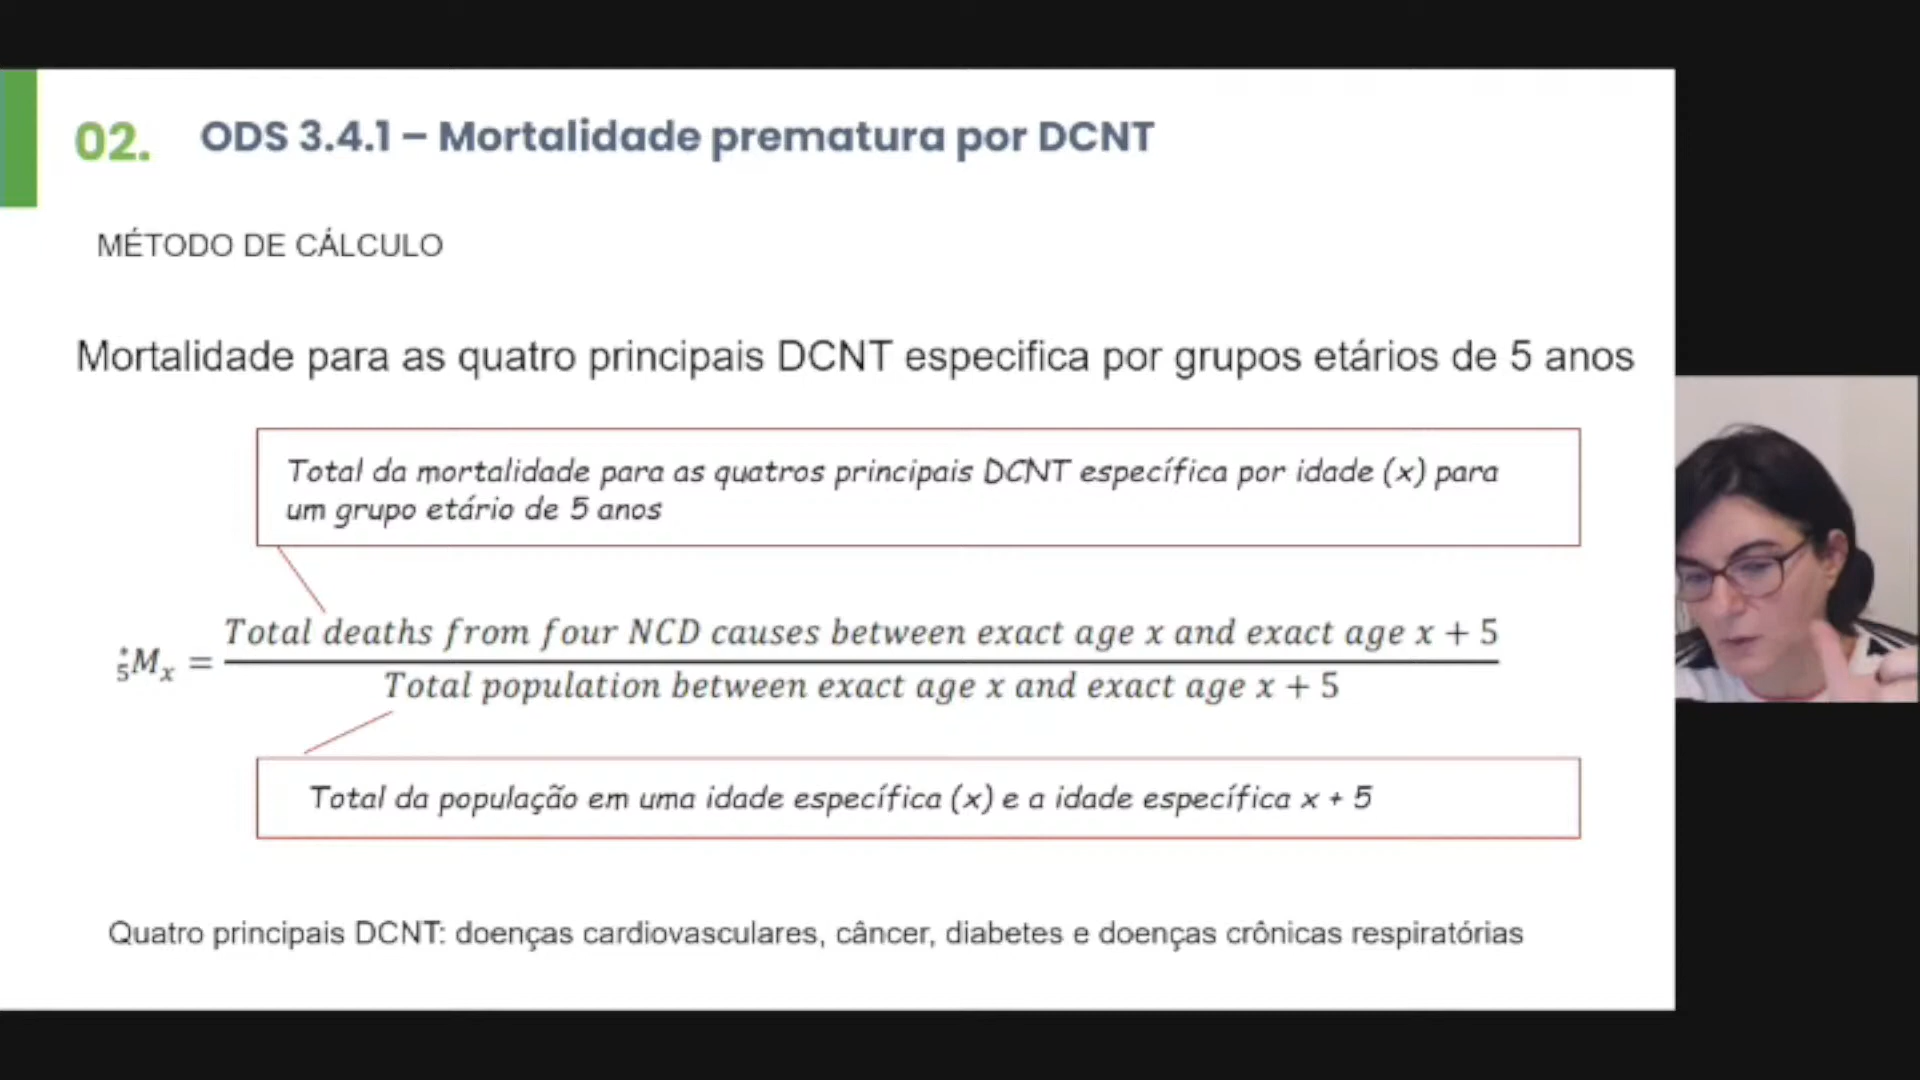 02. ODS 3.4.1 – Mortalidade prematura por DCNT
MÉTODO DE CÁLCULO
Mortalidade para as quatro principais DCNT especifica por grupos etários de 5 anos
Total da mortalidade para as quatros principais DCNT específica por idade (x) para
um grupo etário de 5 anos
*5Mx = Total deaths from four NCD causes between exact age x and exact age x + 5
Total population between exact age x and exact age x + 5
Total da população em uma idade específica (x) e a idade específica x + 5
Quatro principais DCNT: doenças cardiovasculares, câncer, diabetes e doenças crônicas respiratórias